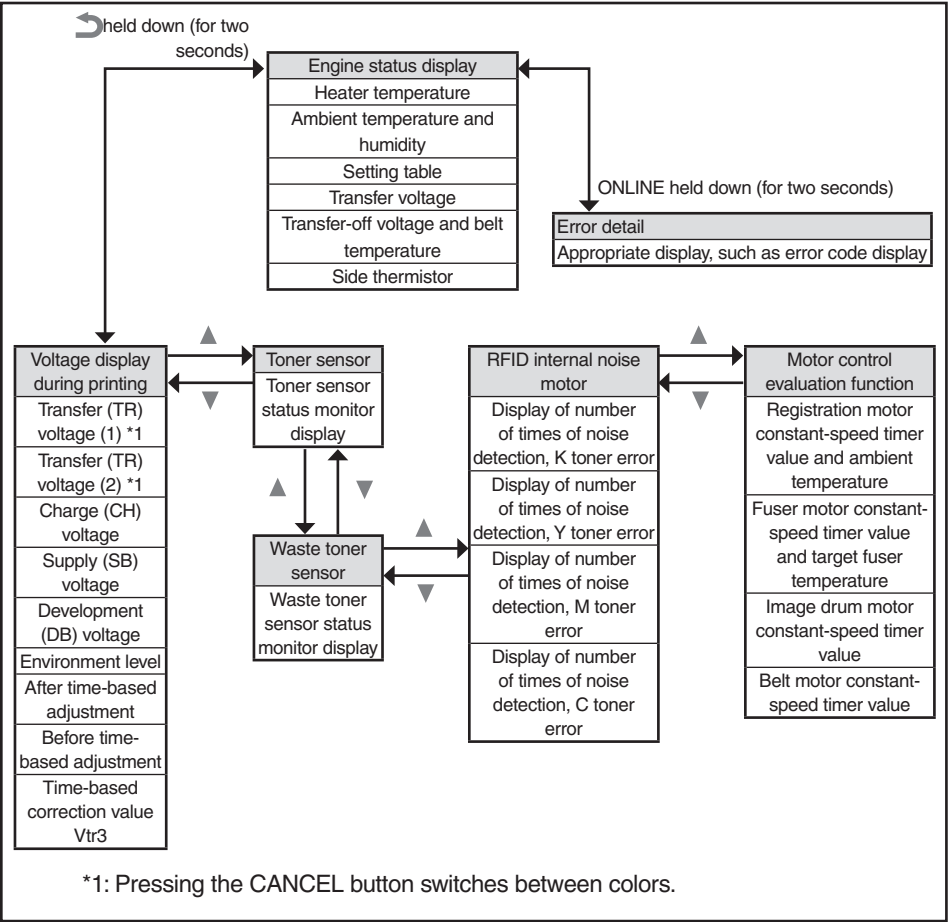 held down (for two
seconds)
Engine status display
Heater temperature
Ambient temperature and
humidity
Setting table
Transfer voltage
Transfer-off voltage and belt
temperature
Side thermistor
ONLINE held down (for two seconds)
Error detail
Appropriate display, such as error code display
Voltage display
during printing
Transfer (TR)
voltage (1) *1
Transfer (TR)
voltage (2) *1
Charge (CH)
voltage
Supply (SB)
voltage
Development
(DB) voltage
Environment level
After time-based
adjustment
Before time-
based adjustment
Time-based
correction value
Vtr3
Toner sensor
Toner sensor
status monitor
display
Waste toner
sensor
Waste toner
sensor status
monitor display
RFID internal noise
motor
Display of number
of times of noise
detection, K toner error
Display of number
of times of noise
detection, Y toner error
Display of number
of times of noise
detection, M toner
error
Display of number
of times of noise
detection, C toner
error
Motor control
evaluation function
Registration motor
constant-speed timer
value and ambient
temperature
Fuser motor constant-
speed timer value
and target fuser
temperature
Image drum motor
constant-speed timer
value
Belt motor constant-
speed timer value
*1: Pressing the CANCEL button switches between colors.